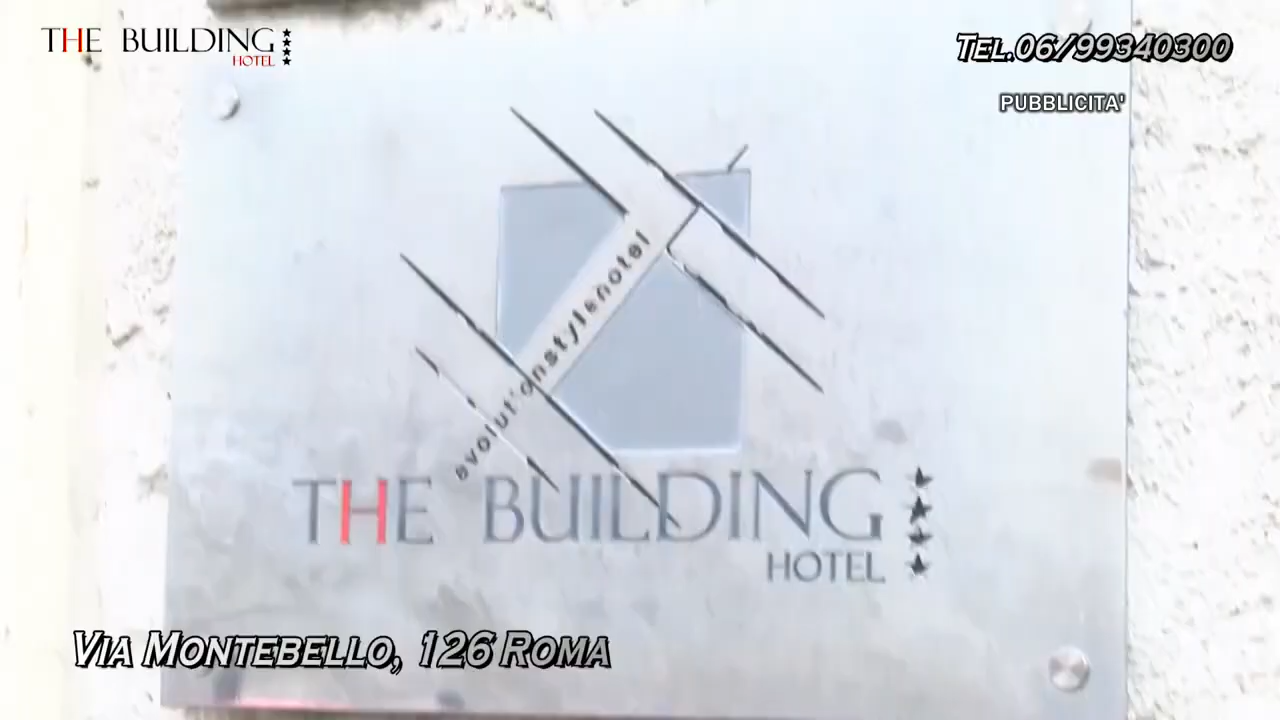 THE BUILDING
HOTEL
TEL.06/99340300
PUBBLICITA'
evolutionstylehotel
THE BUILDING
HOTEL
VIA MONTEBELLO, 126 ROMA